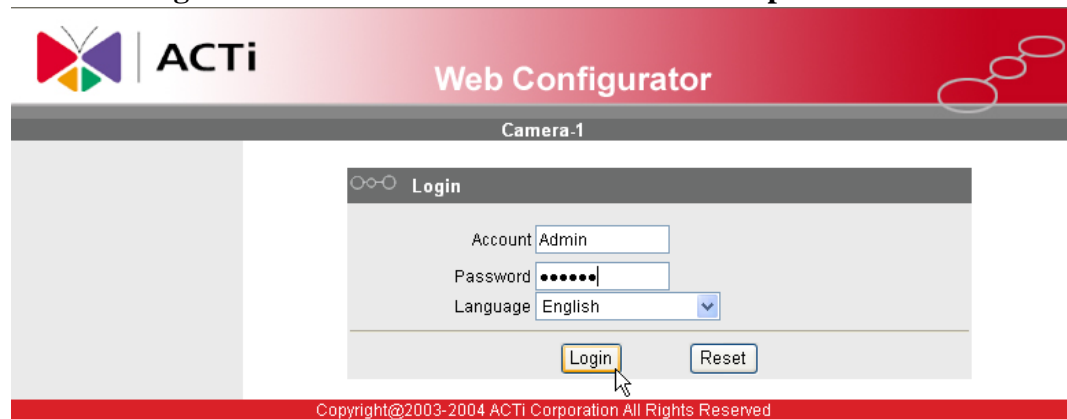 ACTi
Web Configurator
Camera-1
Login
Account Admin
Password ●●●●●●
Language English
Login Reset
Copyright@2003-2004 ACTi Corporation All Rights Reserved